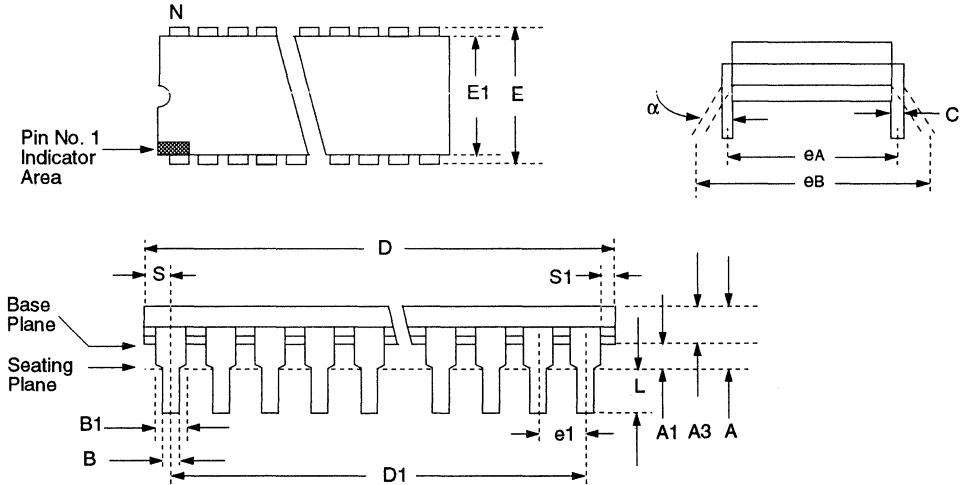 N
E1
E
Pin No. 1
Indicator
Area
α
C
eA
eB
D
S
S1
Base
Plane
Seating
Plane
L
B1
e1
A1
A3
A
B
D1